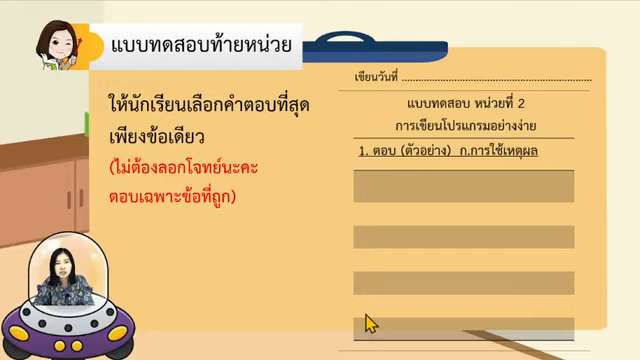 แบบทดสอบท้ายหน่วย
ให้นักเรียนเลือกคำตอบที่สุด
เพียงข้อเดียว
(ไม่ต้องลอกโจทย์นะคะ
ตอบเฉพาะข้อที่ถูก)
เขียนวันที่ ........................................................
แบบทดสอบ หน่วยที่ 2
การเขียนโปรแกรมอย่างง่าย
1. ตอบ (ตัวอย่าง) ก.การใช้เหตุผล